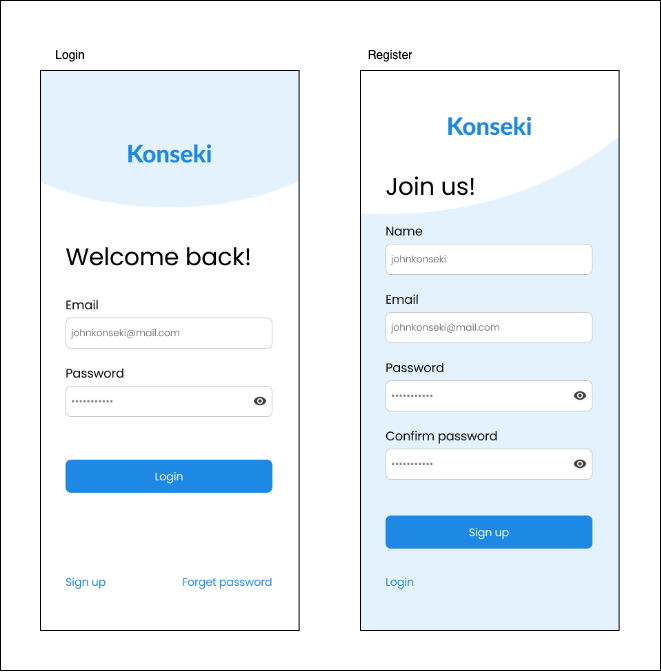 Login
Konseki
Welcome back!
Email
johnkonseki@mail.com
Password
•••••••••••
Login
Sign up
Forget password
Register
Konseki
Join us!
Name
johnkonseki
Email
johnkonseki@mail.com
Password
•••••••••••
Confirm password
•••••••••••
Sign up
Login